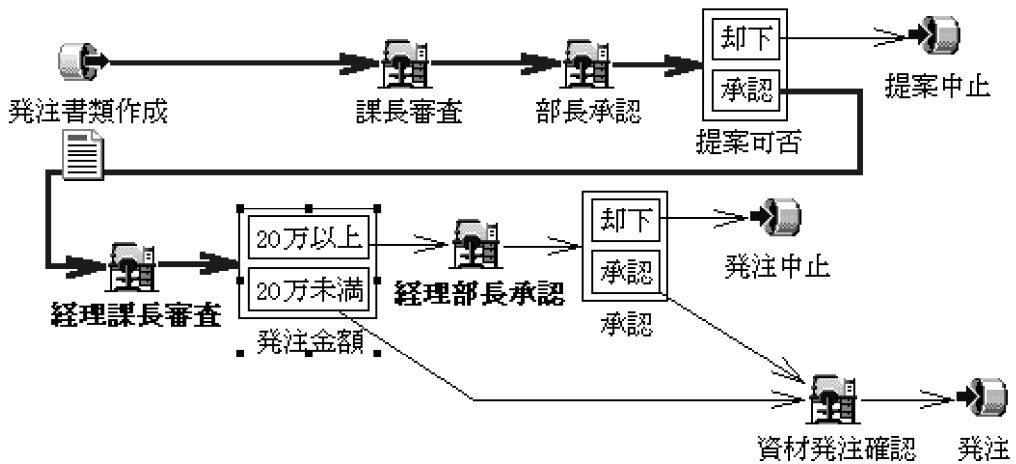 却下
承認
発注書類作成
課長審査
部長承認
提案可否
提案中止
20万以上
20万未満
経理課長審査
発注金額
経理部長承認
却下
承認
承認
発注中止
資材発注確認
発注